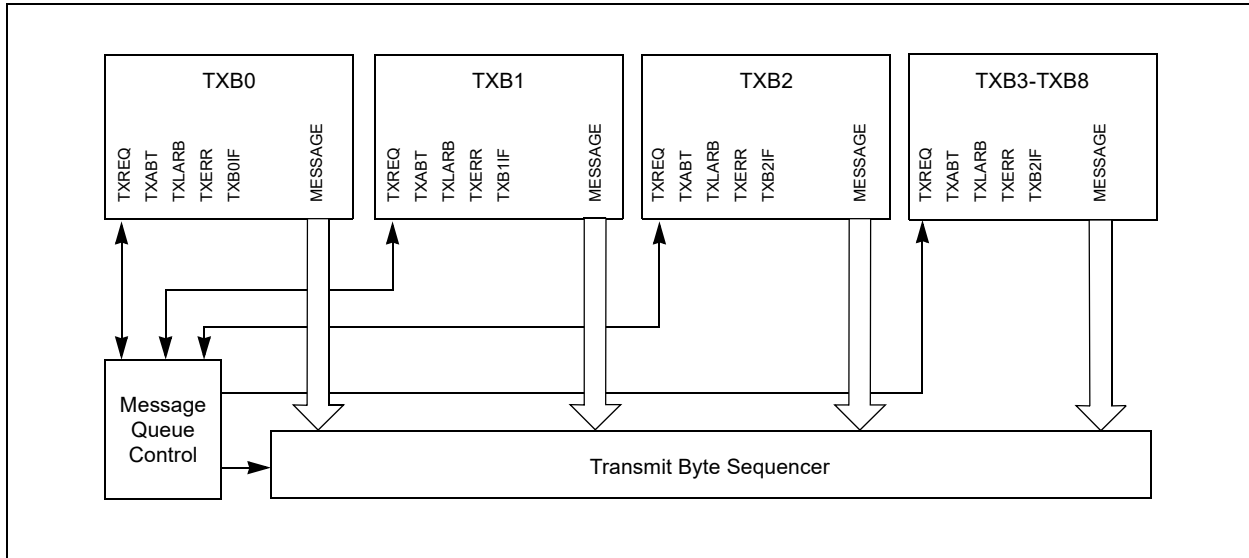 TXB0
TXREQ
TXABT
TXLARB
TXERR
TXB0IF
MESSAGE
TXB1
TXREQ
TXABT
TXLARB
TXERR
TXB1IF
MESSAGE
TXB2
TXREQ
TXABT
TXLARB
TXERR
TXB2IF
MESSAGE
TXB3-TXB8
TXREQ
TXABT
TXLARB
TXERR
TXB2IF
MESSAGE
Message
Queue
Control
Transmit Byte Sequencer